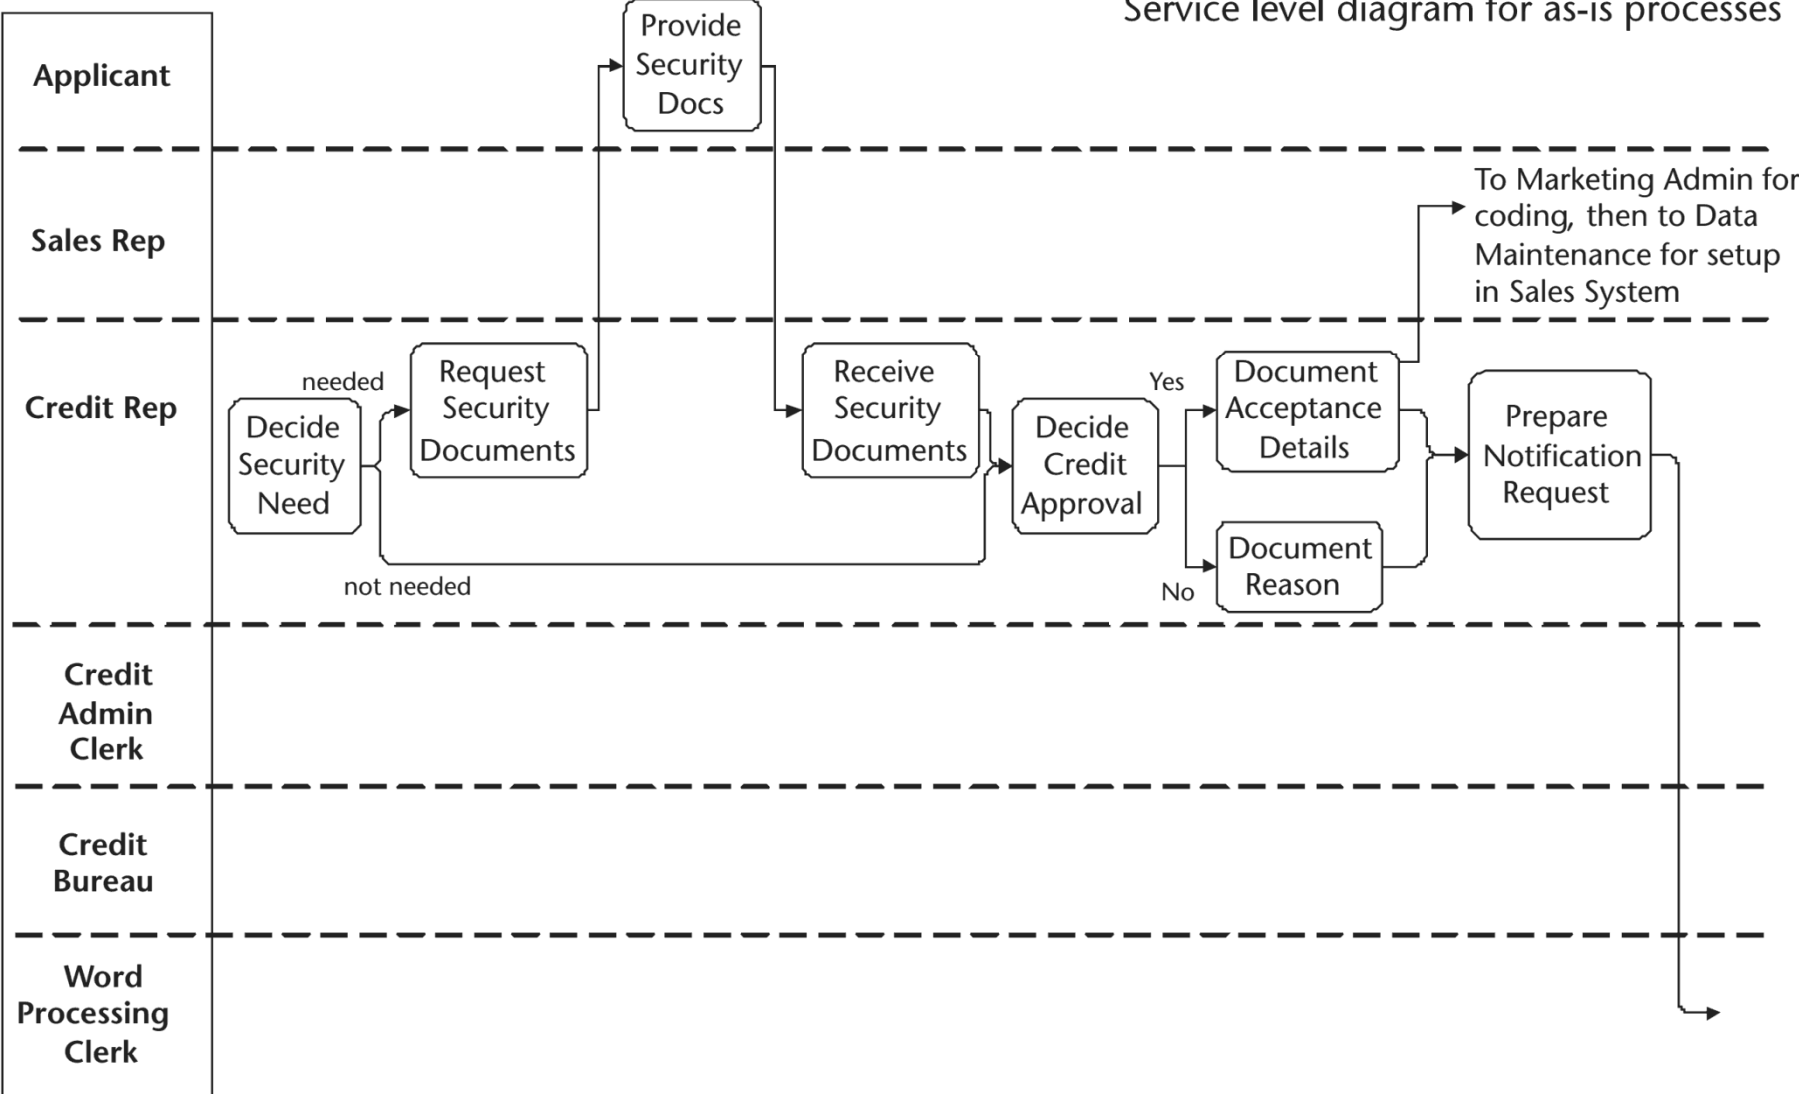 Service level diagram for as-is processes
Applicant
Provide
Security
Docs
Sales Rep
To Marketing Admin for
coding, then to Data
Maintenance for setup
in Sales System
Credit Rep
Decide
Security
Need
needed
not needed
Request
Security
Documents
Receive
Security
Documents
Decide
Credit
Approval
Yes
No
Document
Acceptance
Details
Document
Reason
Prepare
Notification
Request
Credit
Admin
Clerk
Credit
Bureau
Word
Processing
Clerk